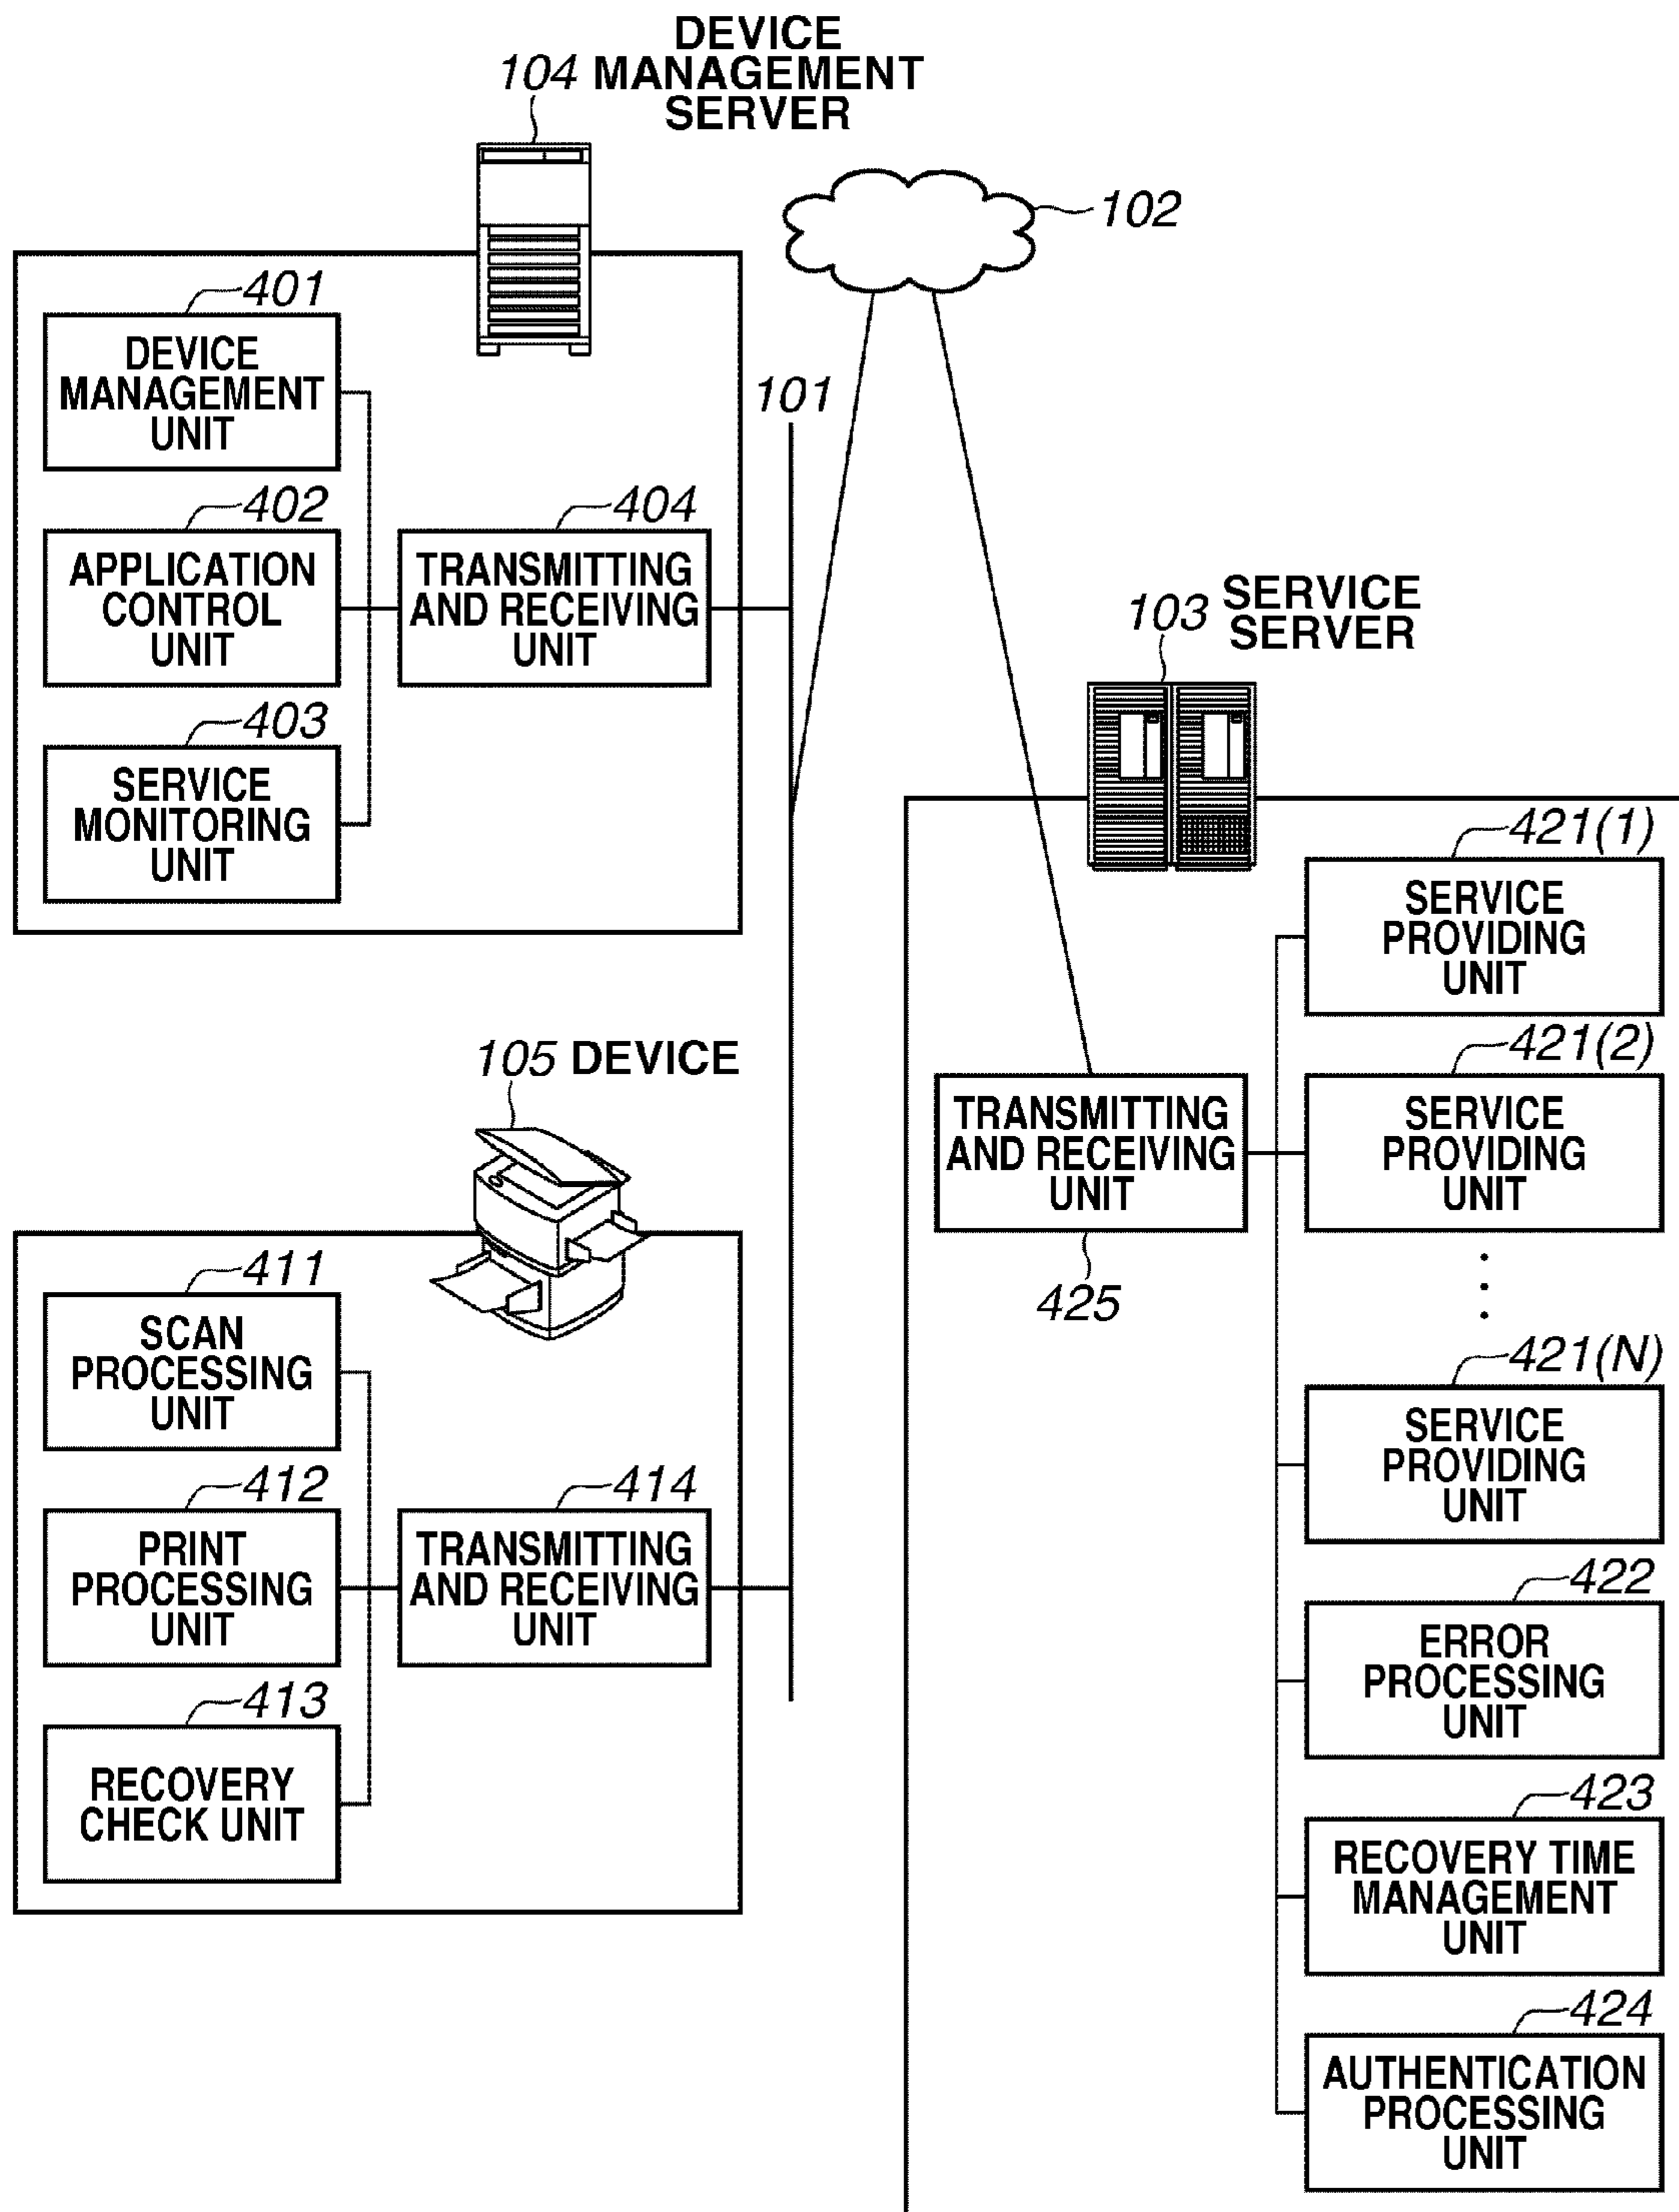 DEVICE
104 MANAGEMENT
SERVER
102
401
DEVICE
MANAGEMENT
UNIT
101
402
APPLICATION
CONTROL
UNIT
404
TRANSMITTING
AND RECEIVING
UNIT
403
SERVICE
MONITORING
UNIT
103 SERVICE
SERVER
421(1)
SERVICE
PROVIDING
UNIT
421(2)
SERVICE
PROVIDING
UNIT
TRANSMITTING
AND RECEIVING
UNIT
425
421(N)
SERVICE
PROVIDING
UNIT
422
ERROR
PROCESSING
UNIT
423
RECOVERY TIME
MANAGEMENT
UNIT
424
AUTHENTICATION
PROCESSING
UNIT
105 DEVICE
411
SCAN
PROCESSING
UNIT
412
PRINT
PROCESSING
UNIT
414
TRANSMITTING
AND RECEIVING
UNIT
413
RECOVERY
CHECK UNIT